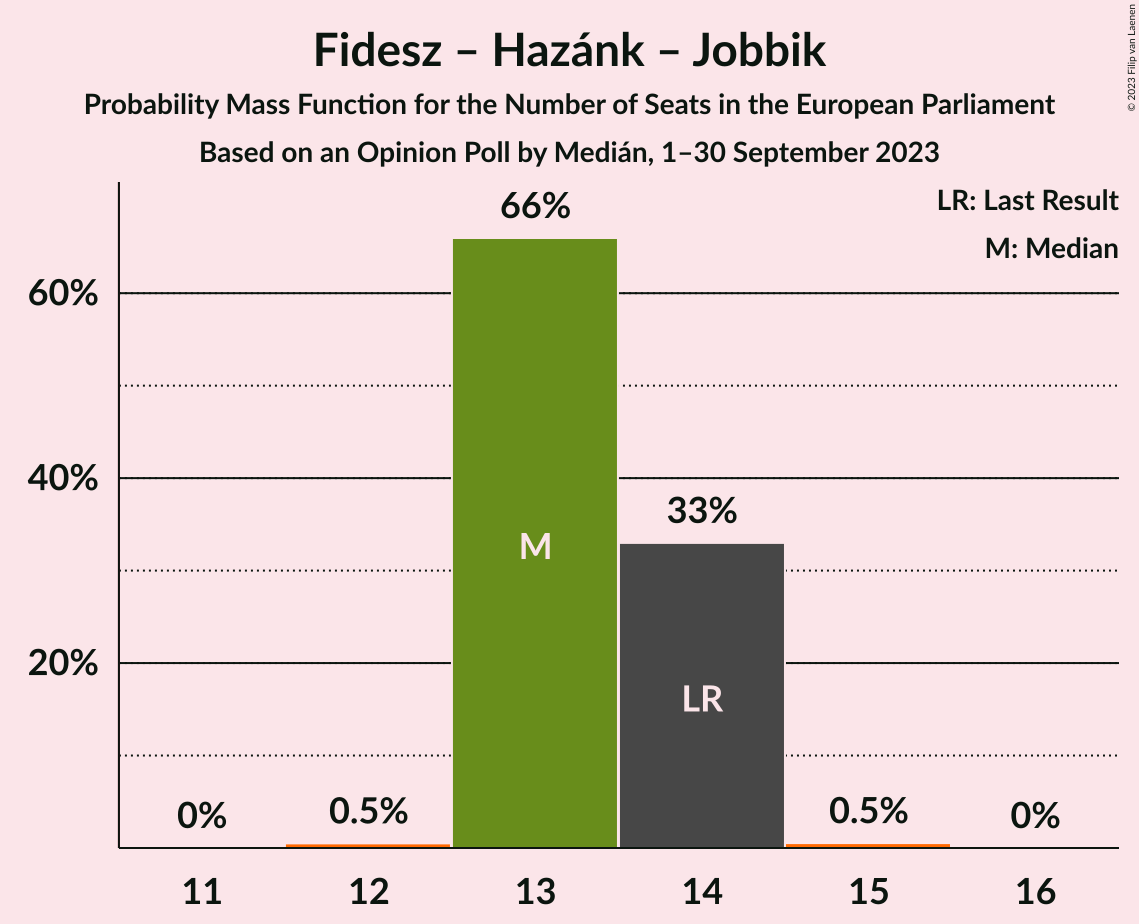 Fidesz – Hazánk – Jobbik
Probability Mass Function for the Number of Seats in the European Parliament
Based on an Opinion Poll by Medián, 1–30 September 2023
© 2023 Filip van Laenen
LR: Last Result
M: Median
66%
60%
40%
33%
M
20%
LR
0%
0.5%
0.5%
0%
11
12
13
14
15
16